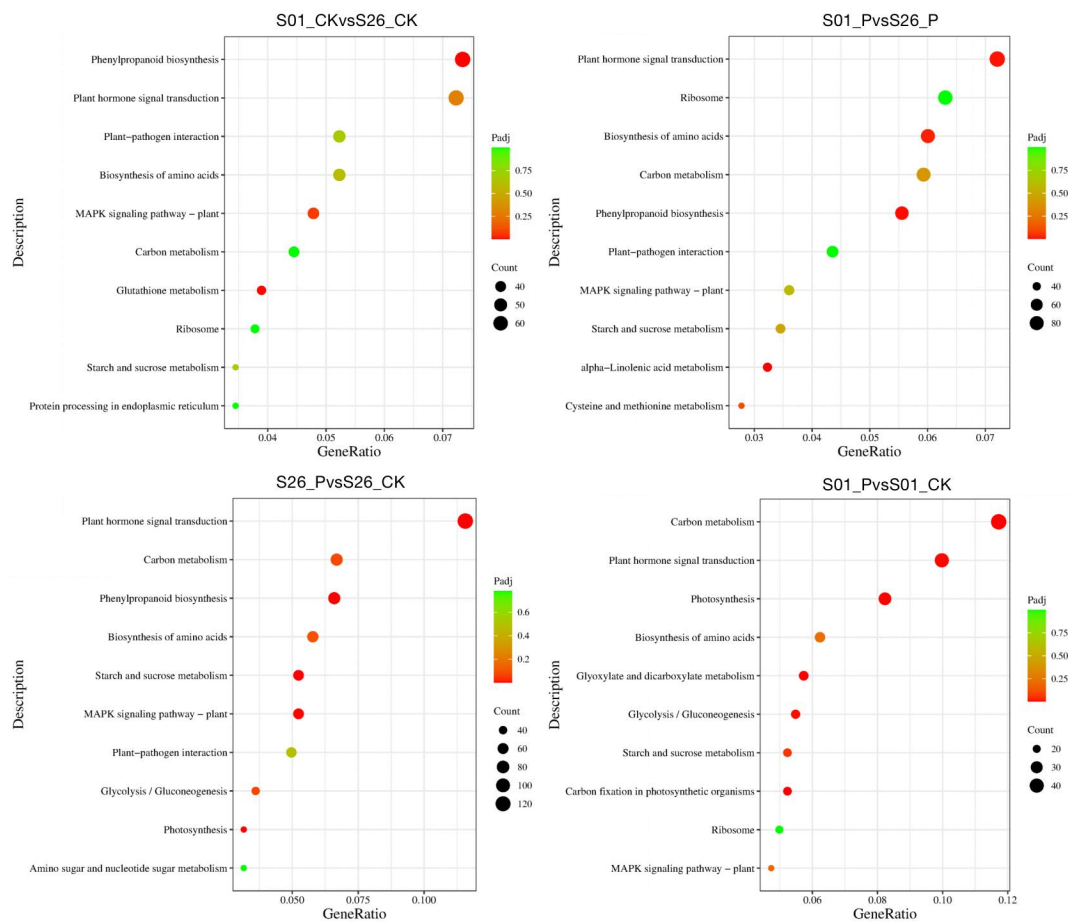 S01_CKvsS26_CK
Description
Phenylpropanoid biosynthesis
Plant hormone signal transduction
Plant−pathogen interaction
Biosynthesis of amino acids
MAPK signaling pathway − plant
Carbon metabolism
Glutathione metabolism
Ribosome
Starch and sucrose metabolism
Protein processing in endoplasmic reticulum
0.04 0.05 0.06 0.07
GeneRatio
Padj
0.75
0.50
0.25
Count
40
50
60
S01_PvsS26_P
Description
Plant hormone signal transduction
Ribosome
Biosynthesis of amino acids
Carbon metabolism
Phenylpropanoid biosynthesis
Plant−pathogen interaction
MAPK signaling pathway − plant
Starch and sucrose metabolism
alpha−Linolenic acid metabolism
Cysteine and methionine metabolism
0.03 0.04 0.05 0.06 0.07
GeneRatio
Padj
0.75
0.50
0.25
Count
40
60
80
S26_PvsS26_CK
Description
Plant hormone signal transduction
Carbon metabolism
Phenylpropanoid biosynthesis
Biosynthesis of amino acids
Starch and sucrose metabolism
MAPK signaling pathway − plant
Plant−pathogen interaction
Glycolysis / Gluconeogenesis
Photosynthesis
Amino sugar and nucleotide sugar metabolism
0.050 0.075 0.100
GeneRatio
Padj
0.6
0.4
0.2
Count
40
60
80
100
120
S01_PvsS01_CK
Description
Carbon metabolism
Plant hormone signal transduction
Photosynthesis
Biosynthesis of amino acids
Glyoxylate and dicarboxylate metabolism
Glycolysis / Gluconeogenesis
Starch and sucrose metabolism
Carbon fixation in photosynthetic organisms
Ribosome
MAPK signaling pathway − plant
0.06 0.08 0.10 0.12
GeneRatio
Padj
0.75
0.50
0.25
Count
20
30
40